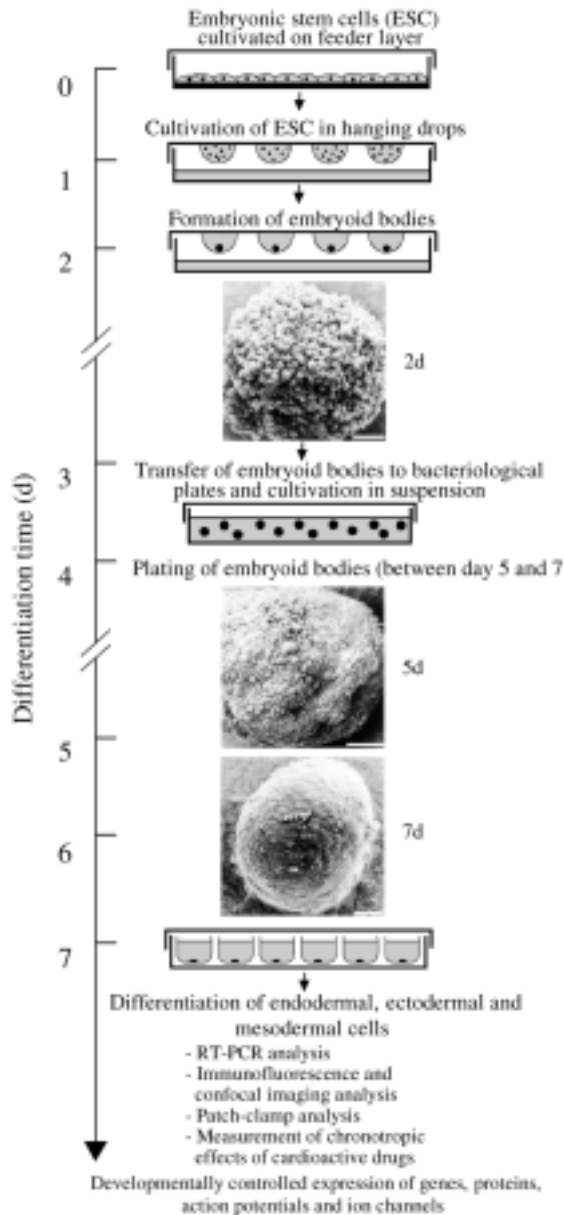 Embryonic stem cells (ESC)
cultivated on feeder layer
0
Cultivation of ESC in hanging drops
1
Formation of embryoid bodies
2
2d
3
Transfer of embryoid bodies to bacteriological
plates and cultivation in suspension
4
Plating of embryoid bodies (between day 5 and 7
Differentiation time (d)
5d
5
7d
6
7
Differentiation of endodermal, ectodermal and
mesodermal cells
- RT-PCR analysis
- Immunofluorescence and
confocal imaging analysis
- Patch-clamp analysis
- Measurement of chronotropic
effects of cardioactive drugs
Developmentally controlled expression of genes, proteins,
action potentials and ion channels